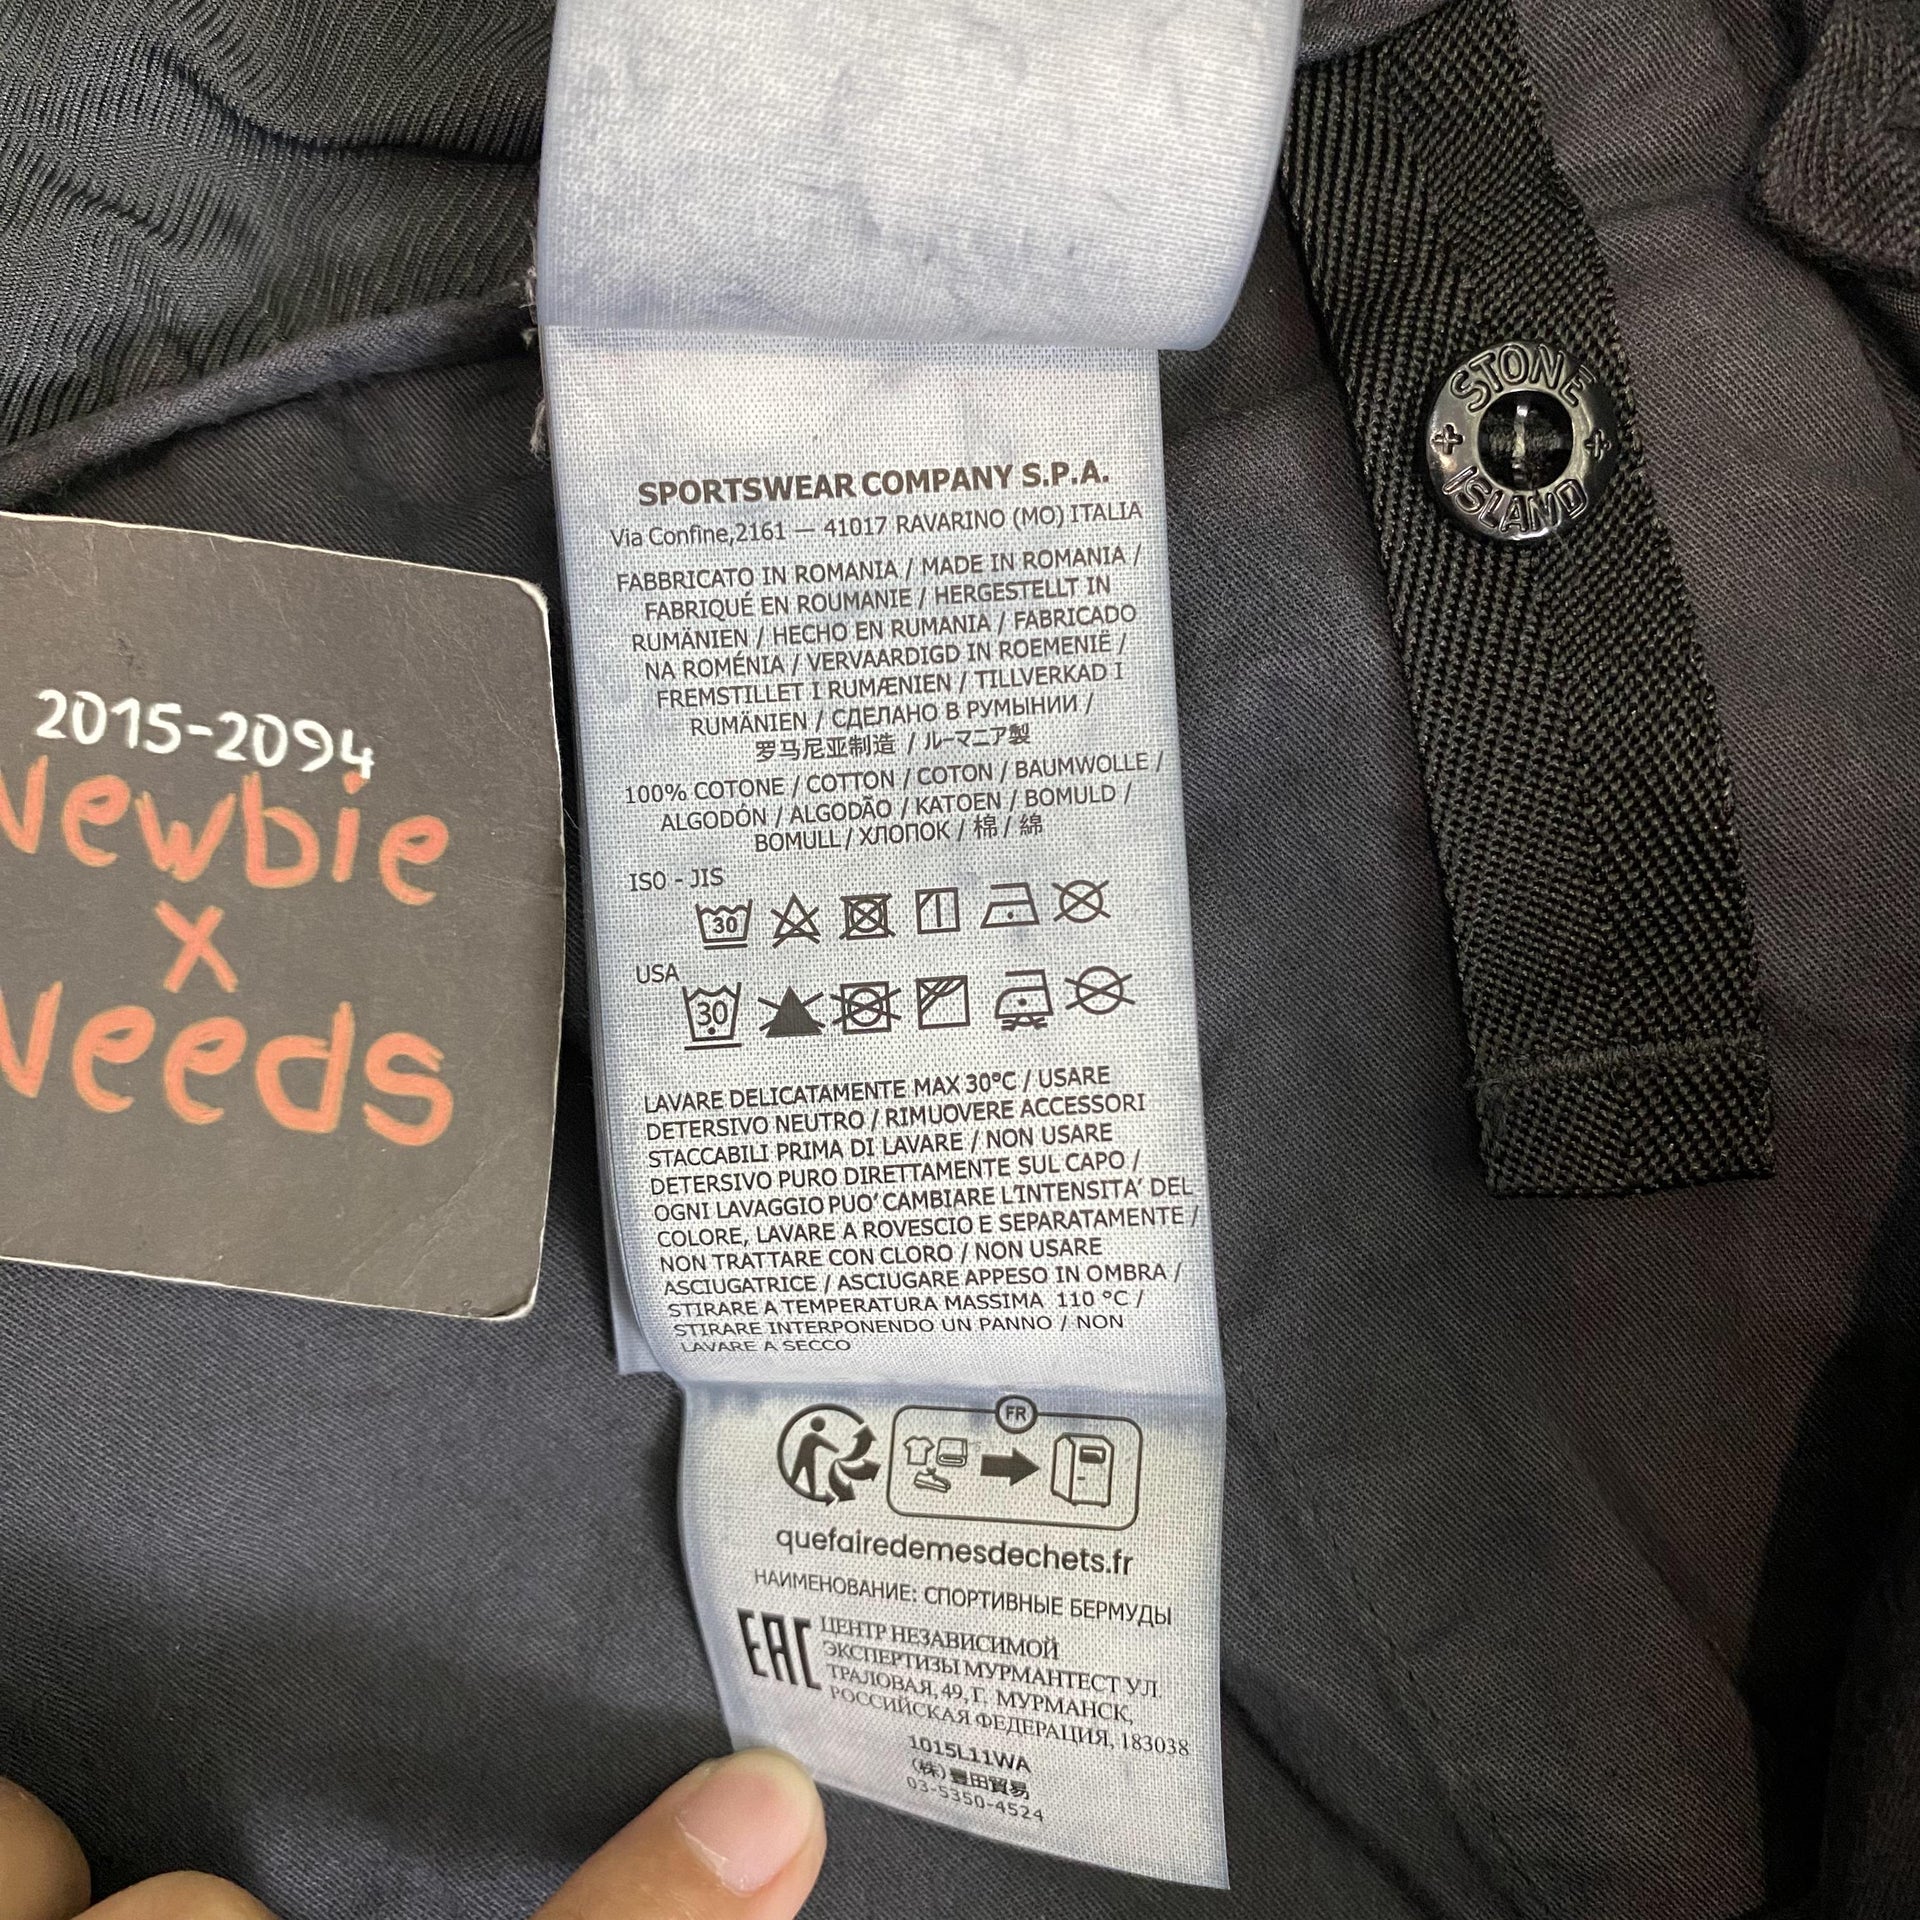 SPORTSWEAR COMPANY S.P.A.
Via Confine,2161 — 41017 RAVARINO (MO) ITALIA
FABBRICATO IN ROMANIA / MADE IN ROMANIA /
FABRIQUÉ EN ROUMANIE / HERGESTELLT IN
RUMÄNIEN / HECHO EN RUMANIA / FABRICADO
NA ROMÉNIA / VERVAARDIGD IN ROEMENIË /
FREMSTILLET I RUMÆNIEN / TILLVERKAD I
RUMÄNIEN / СДЕЛАНО В РУМЫНИИ /
罗马尼亚制造 / ルーマニア製
100% COTONE / COTTON / COTON / BAUMWOLLE /
ALGODÓN / ALGODÃO / KATOEN / BOMULD /
BOMULL / ХЛОПОК / 棉 / 綿
ISO - JIS
30
USA
30
LAVARE DELICATAMENTE MAX 30°C / USARE
DETERSIVO NEUTRO / RIMUOVERE ACCESSORI
STACCABILI PRIMA DI LAVARE / NON USARE
DETERSIVO PURO DIRETTAMENTE SUL CAPO /
OGNI LAVAGGIO PUO' CAMBIARE L'INTENSITA' DEL
COLORE, LAVARE A ROVESCIO E SEPARATAMENTE /
NON TRATTARE CON CLORO / NON USARE
ASCIUGATRICE / ASCIUGARE APPESO IN OMBRA /
STIRARE A TEMPERATURA MASSIMA 110 °C /
STIRARE INTERPONENDO UN PANNO / NON
LAVARE A SECCO
FR
quefairedemesdechets.fr
НАИМЕНОВАНИЕ: СПОРТИВНЫЕ БЕРМУДЫ
EAC
ЦЕНТР НЕЗАВИСИМОЙ
ЭКСПЕРТИЗЫ МУРМАНТЕСТ УЛ.
ТРАЛОВАЯ, 49, Г. МУРМАНСК,
РОССИЙСКАЯ ФЕДЕРАЦИЯ, 183038
1015L11WA
(株)豊田貿易
03-5350-4524
STONE
ISLAND
2015-2094
Newbie
x
Needs